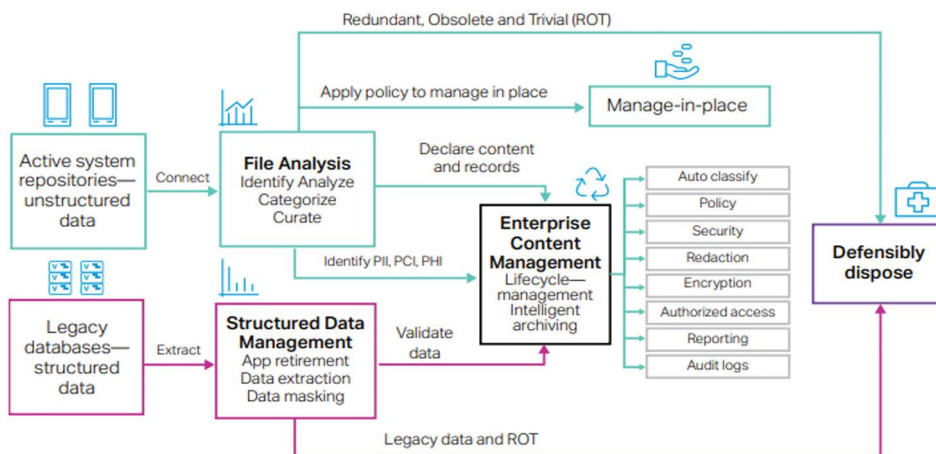 Redundant, Obsolete and Trivial (ROT)
Apply policy to manage in place
Manage-in-place
Active system
repositories—
unstructured
data
Connect
File Analysis
Identify Analyze
Categorize
Curate
Declare content
and records
Identify PII, PCI, PHI
Enterprise
Content
Management
Lifecycle—
management
Intelligent
archiving
Auto classify
Policy
Security
Redaction
Encryption
Authorized access
Reporting
Audit logs
Defensibly
dispose
Legacy
databases—
structured
data
Extract
Structured Data
Management
App retirement
Data extraction
Data masking
Validate
data
Legacy data and ROT